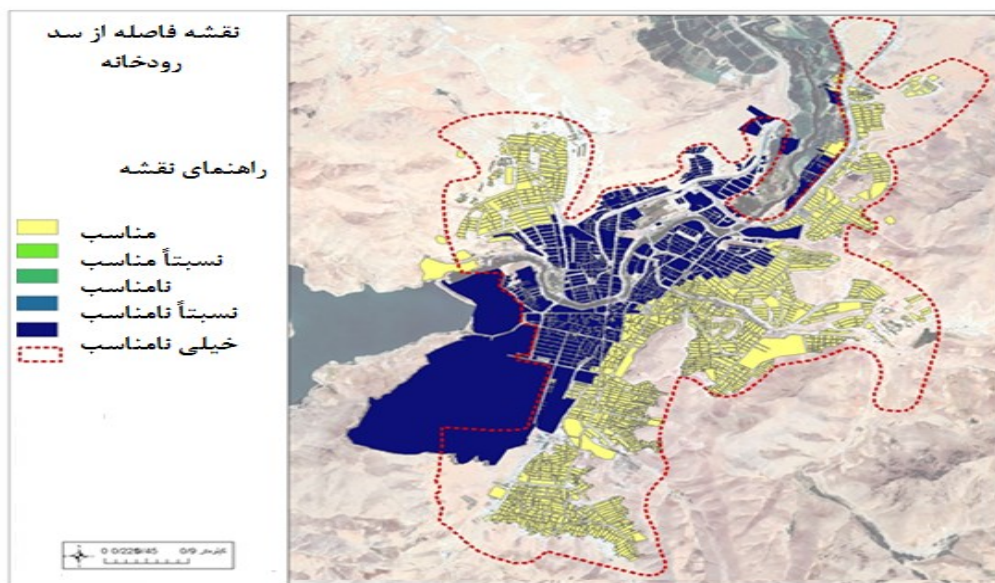 نقشه فاصله از سد
رودخانه
راهنمای نقشه
مناسب
نسبتاً مناسب
نامناسب
نسبتاً نامناسب
خیلی نامناسب